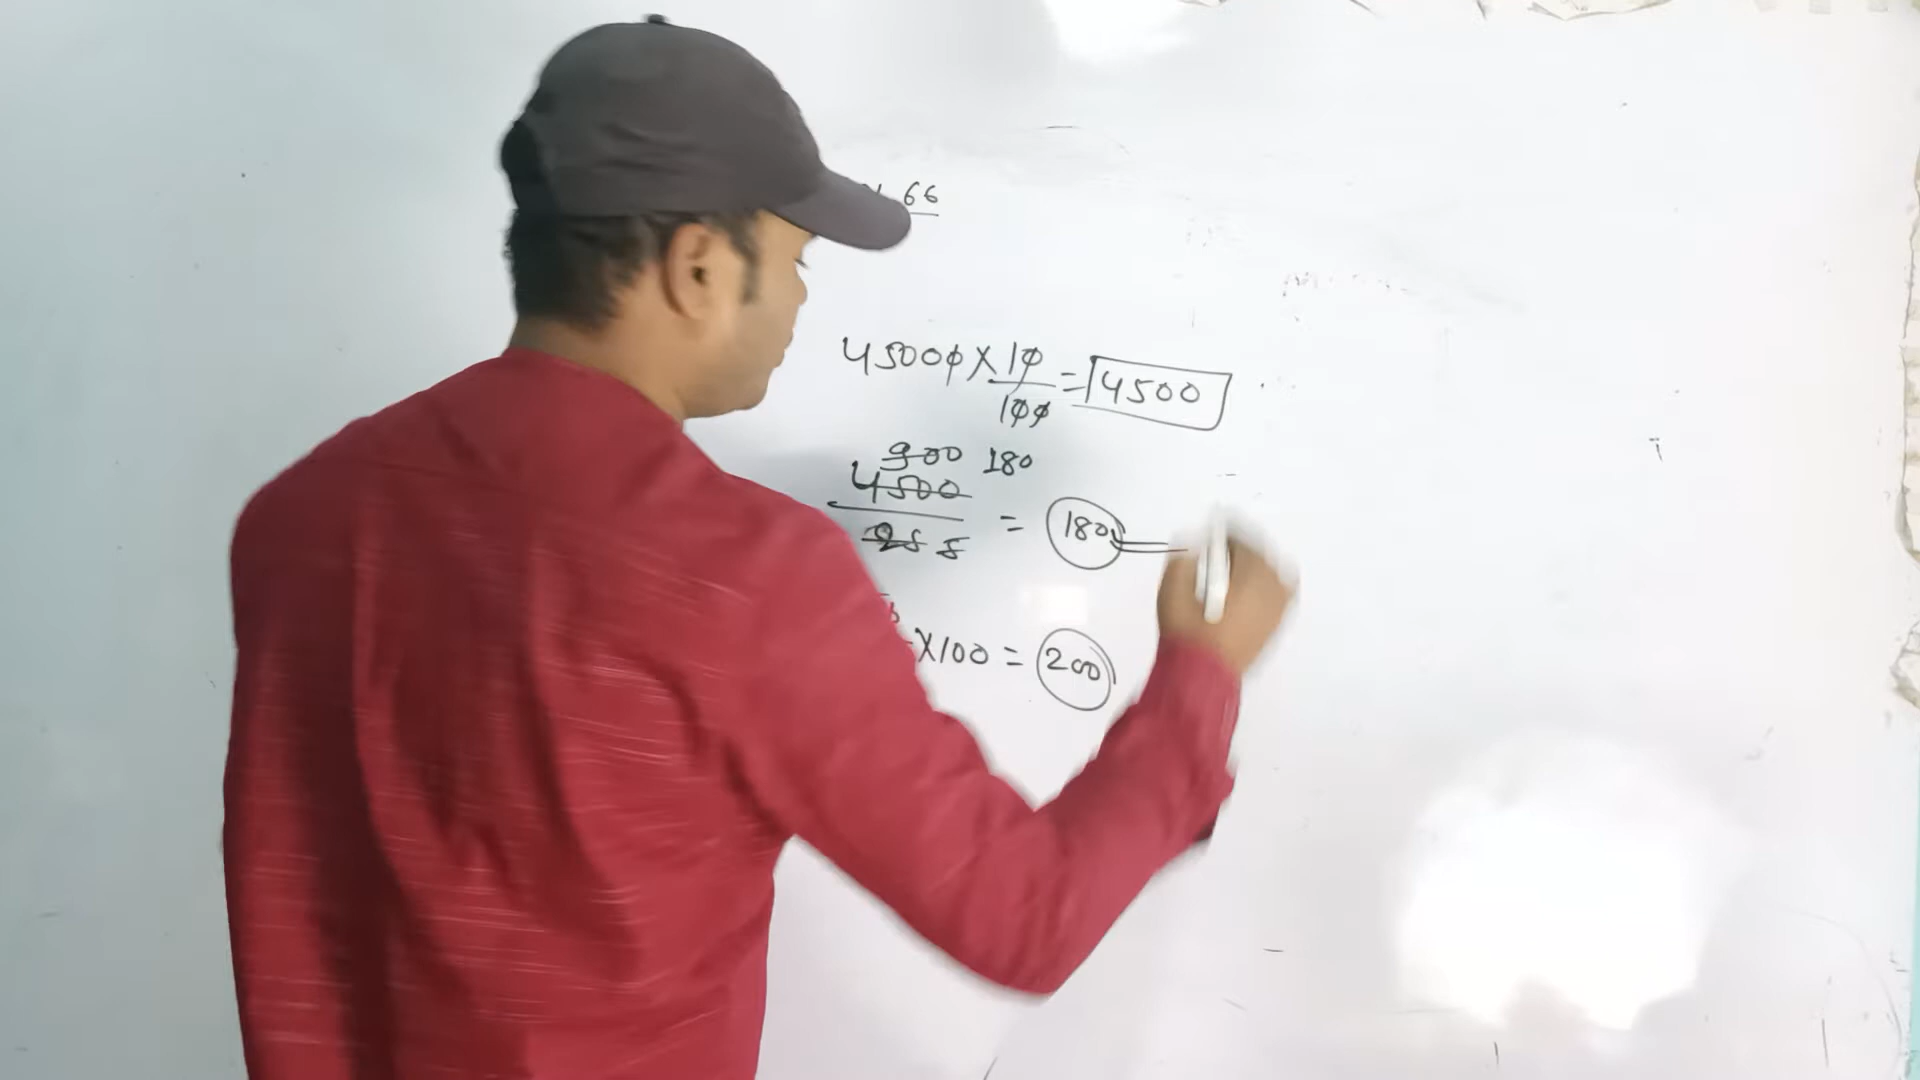 66
45000 X 10/100 = 4500
900 180
4500/25 5 = 180
X100 = 200